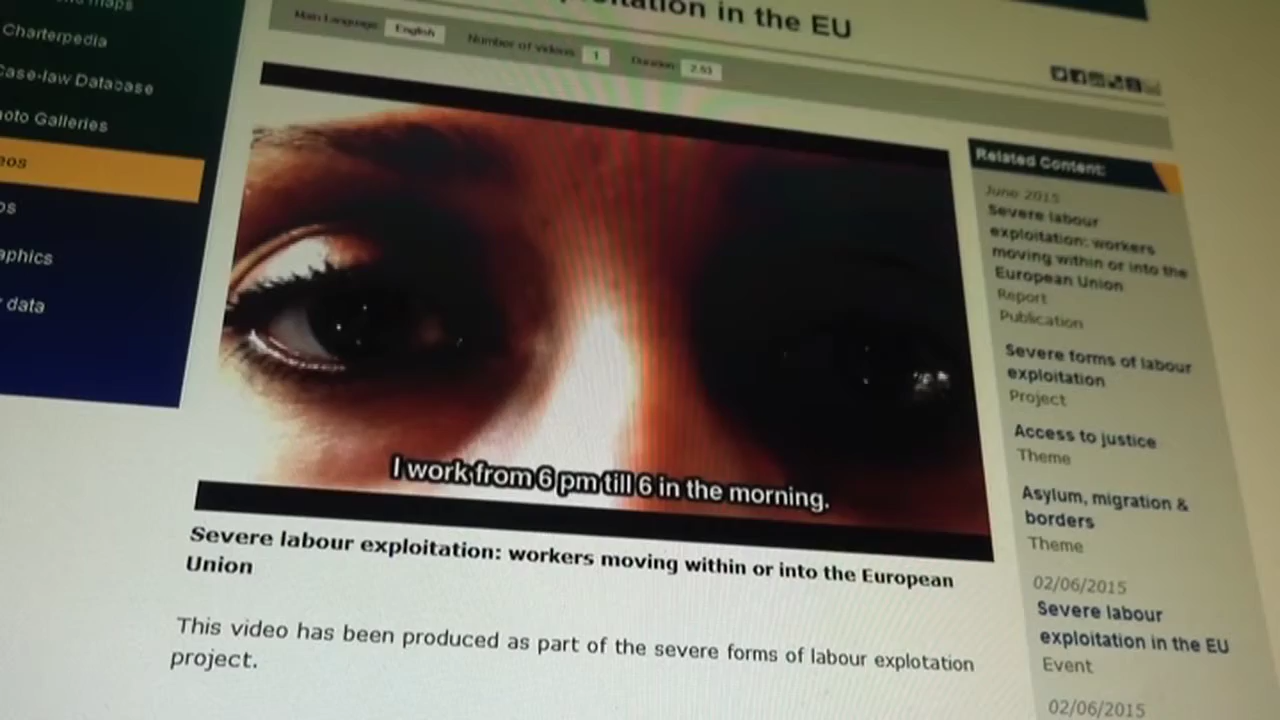 in the EU
Main Language: English Number of videos: 1 Duration: 2.53
maps
Charterpedia
Case-law Database
Photo Galleries
I work from 6 pm till 6 in the morning.
Severe labour exploitation: workers moving within or into the European
Union
This video has been produced as part of the severe forms of labour explotation
project.
Related Content:
June 2015
Severe labour
exploitation: workers
moving within or into the
European Union
Report
Publication
Severe forms of labour
exploitation
Project
Access to justice
Theme
Asylum, migration &
borders
Theme
02/06/2015
Severe labour
exploitation in the EU
Event
02/06/2015
data